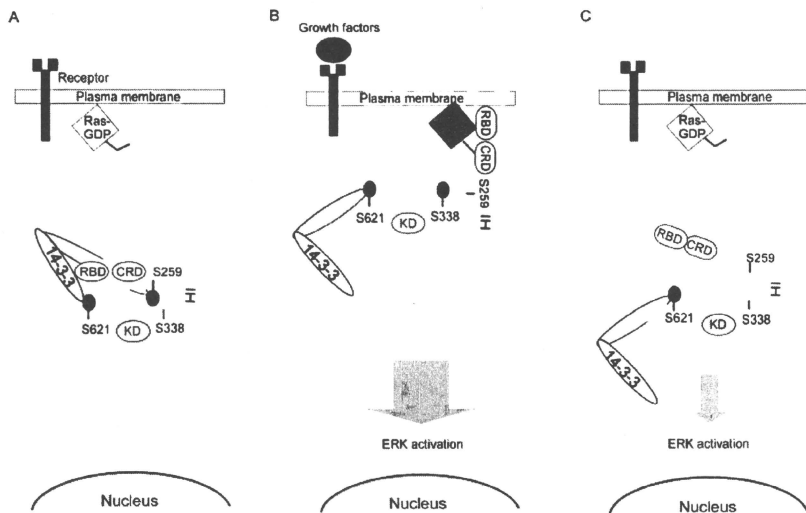 A
Receptor
Plasma membrane
Ras-
GDP
14-3-3
RBD
CRD
S259
S621
KD
S338
Nucleus
B
Growth factors
Plasma membrane
RBD
CRD
S259
S621
KD
S338
14-3-3
ERK activation
Nucleus
C
Plasma membrane
Ras-
GDP
RBD
CRD
S259
S621
KD
S338
14-3-3
ERK activation
Nucleus